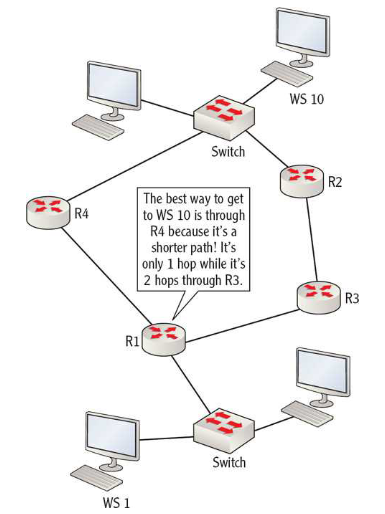 WS 10
Switch
R2
R4
The best way to get
to WS 10 is through
R4 because it's a
shorter path! It's
only 1 hop while it's
2 hops through R3.
R3
R1
Switch
WS 1